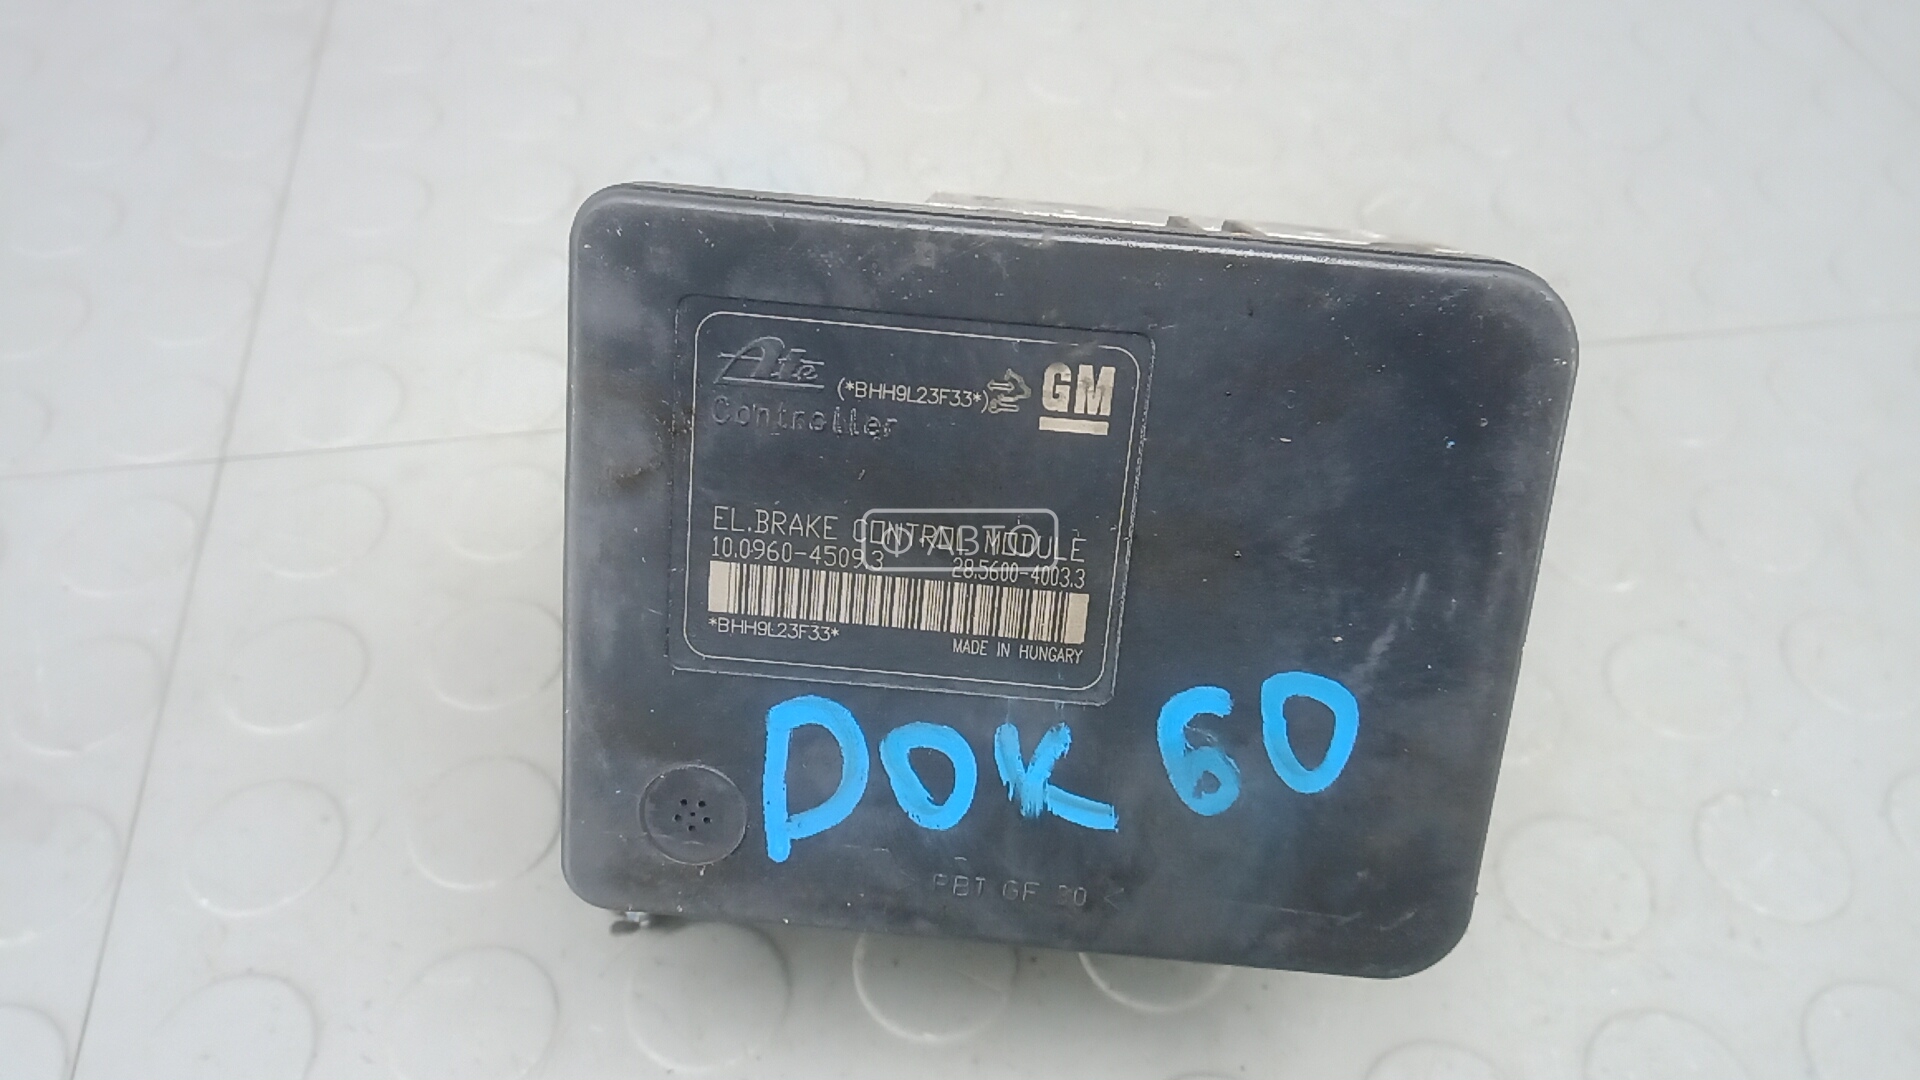 Ate (*BHH9L23F33*) GM
Controller
EL.BRAKE CONTROL MODULE
10.0960-4509.3 28.5600-4003.3
Ф-АВТО
*BHH9L23F33*
MADE IN HUNGARY
DOK 60
PBT GF 30 <